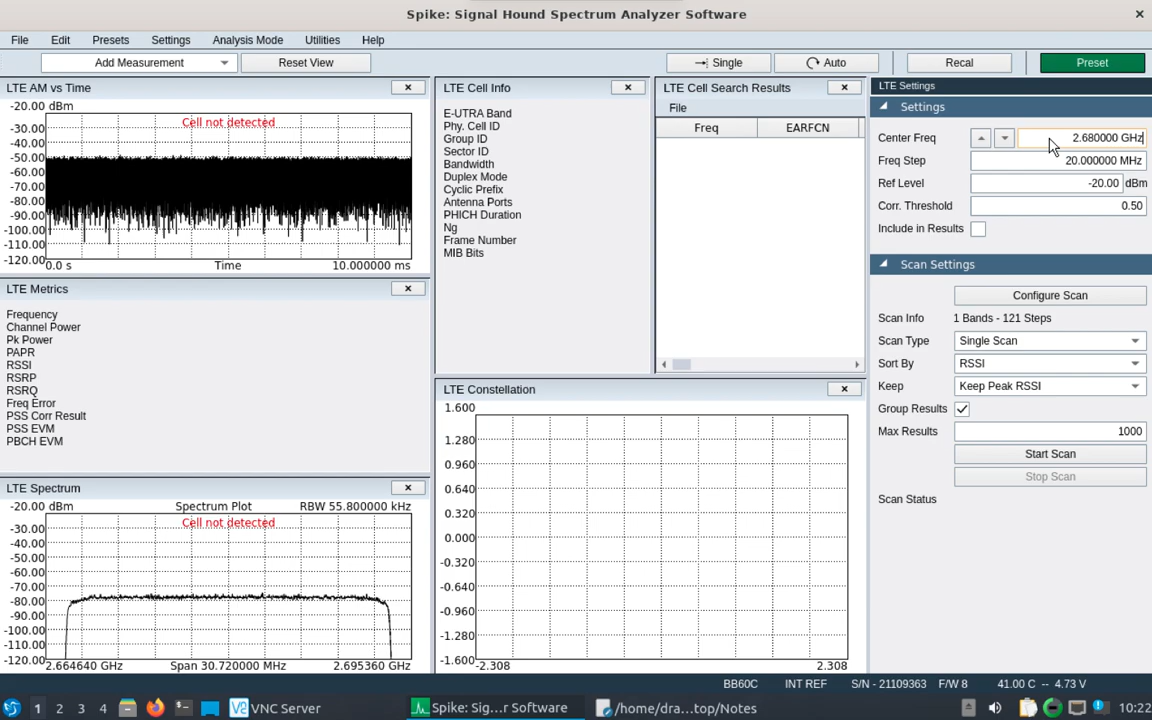 Spike: Signal Hound Spectrum Analyzer Software
File Edit Presets Settings Analysis Mode Utilities Help
Add Measurement Reset View Single Auto Recal Preset
LTE AM vs Time
-20.00 dBm
Cell not detected
-30.00
-40.00
-50.00
-60.00
-70.00
-80.00
-90.00
-100.00
-110.00
-120.00
0.0 s Time 10.000000 ms
LTE Metrics
Frequency
Channel Power
Pk Power
PAPR
RSSI
RSRP
RSRQ
Freq Error
PSS Corr Result
PSS EVM
PBCH EVM
LTE Spectrum
-20.00 dBm Spectrum Plot RBW 55.800000 kHz
Cell not detected
-30.00
-40.00
-50.00
-60.00
-70.00
-80.00
-90.00
-100.00
-110.00
-120.00
2.664640 GHz Span 30.720000 MHz 2.695360 GHz
LTE Cell Info
E-UTRA Band
Phy. Cell ID
Group ID
Sector ID
Bandwidth
Duplex Mode
Cyclic Prefix
Antenna Ports
PHICH Duration
Ng
Frame Number
MIB Bits
LTE Cell Search Results
File
Freq EARFCN
LTE Constellation
1.600
1.280
0.960
0.640
0.320
0.000
-0.320
-0.640
-0.960
-1.280
-1.600
-2.308 2.308
LTE Settings
Settings
Center Freq 2.680000 GHz
Freq Step 20.000000 MHz
Ref Level -20.00 dBm
Corr. Threshold 0.50
Include in Results
Scan Settings
Configure Scan
Scan Info 1 Bands - 121 Steps
Scan Type Single Scan
Sort By RSSI
Keep Keep Peak RSSI
Group Results
Max Results 1000
Start Scan
Stop Scan
Scan Status
BB60C INT REF S/N - 21109363 F/W 8 41.00 C -- 4.73 V
1 2 3 4 VNC Server Spike: Sig...r Software /home/dra...top/Notes 10:22